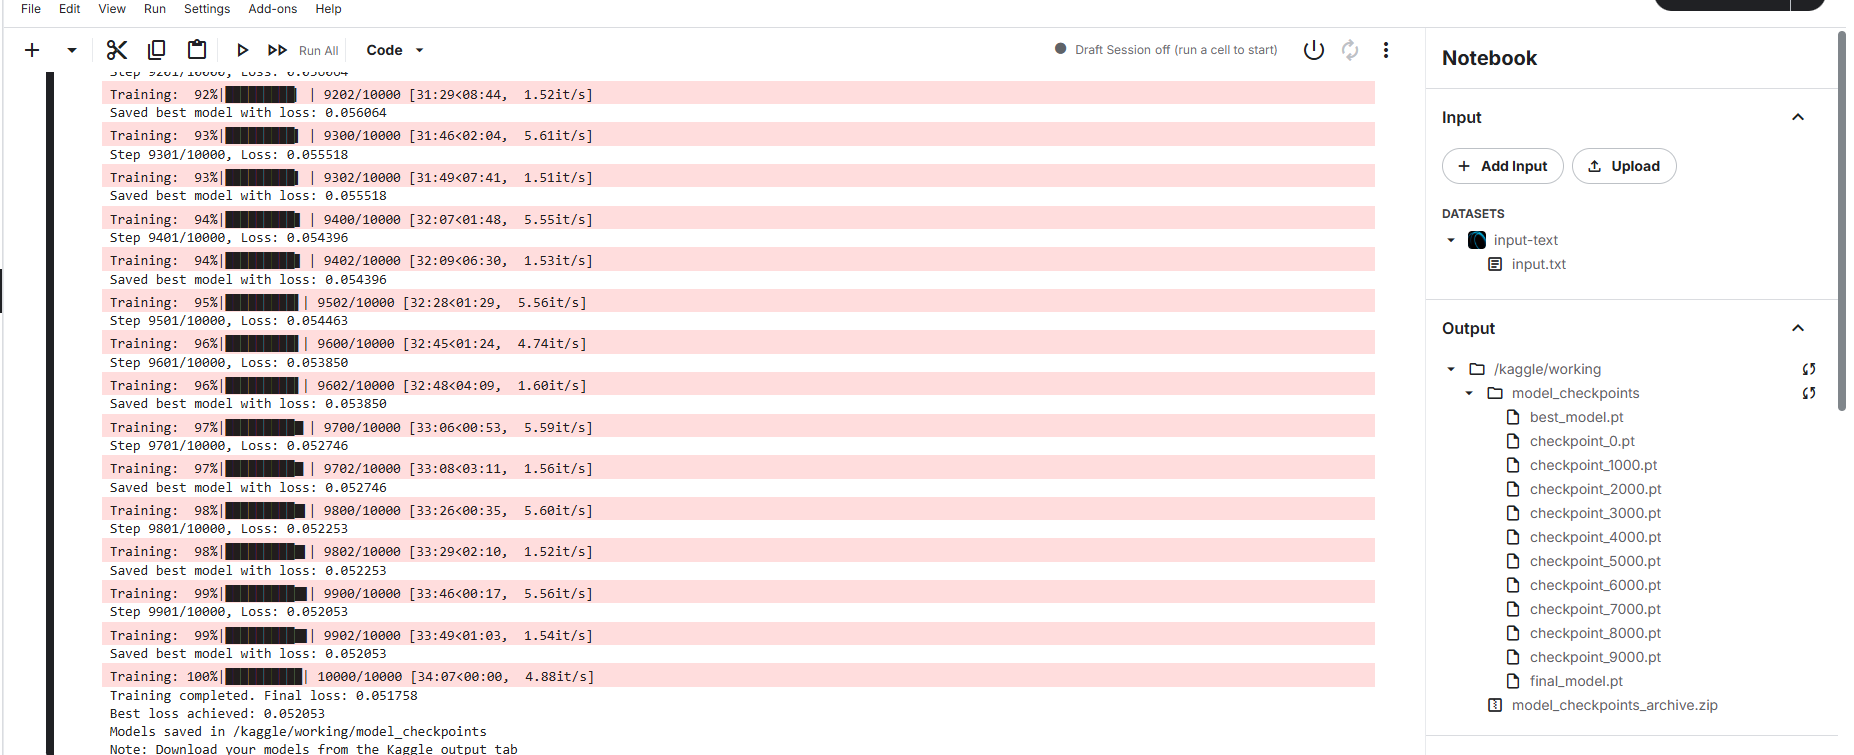 File Edit View Run Settings Add-ons Help
Run All Code Draft Session off (run a cell to start)
Step 9201/10000, Loss: 0.056064
Training: 92%| | 9202/10000 [31:29<08:44, 1.52it/s]
Saved best model with loss: 0.056064
Training: 93%| | 9300/10000 [31:46<02:04, 5.61it/s]
Step 9301/10000, Loss: 0.055518
Training: 93%| | 9302/10000 [31:49<07:41, 1.51it/s]
Saved best model with loss: 0.055518
Training: 94%| | 9400/10000 [32:07<01:48, 5.55it/s]
Step 9401/10000, Loss: 0.054396
Training: 94%| | 9402/10000 [32:09<06:30, 1.53it/s]
Saved best model with loss: 0.054396
Training: 95%| | 9502/10000 [32:28<01:29, 5.56it/s]
Step 9501/10000, Loss: 0.054463
Training: 96%| | 9600/10000 [32:45<01:24, 4.74it/s]
Step 9601/10000, Loss: 0.053850
Training: 96%| | 9602/10000 [32:48<04:09, 1.60it/s]
Saved best model with loss: 0.053850
Training: 97%| | 9700/10000 [33:06<00:53, 5.59it/s]
Step 9701/10000, Loss: 0.052746
Training: 97%| | 9702/10000 [33:08<03:11, 1.56it/s]
Saved best model with loss: 0.052746
Training: 98%| | 9800/10000 [33:26<00:35, 5.60it/s]
Step 9801/10000, Loss: 0.052253
Training: 98%| | 9802/10000 [33:29<02:10, 1.52it/s]
Saved best model with loss: 0.052253
Training: 99%| | 9900/10000 [33:46<00:17, 5.56it/s]
Step 9901/10000, Loss: 0.052053
Training: 99%| | 9902/10000 [33:49<01:03, 1.54it/s]
Saved best model with loss: 0.052053
Training: 100%| | 10000/10000 [34:07<00:00, 4.88it/s]
Training completed. Final loss: 0.051758
Best loss achieved: 0.052053
Models saved in /kaggle/working/model_checkpoints
Note: Download your models from the Kaggle output tab
Notebook
Input
Add Input Upload
DATASETS
input-text
input.txt
Output
/kaggle/working
model_checkpoints
best_model.pt
checkpoint_0.pt
checkpoint_1000.pt
checkpoint_2000.pt
checkpoint_3000.pt
checkpoint_4000.pt
checkpoint_5000.pt
checkpoint_6000.pt
checkpoint_7000.pt
checkpoint_8000.pt
checkpoint_9000.pt
final_model.pt
model_checkpoints_archive.zip